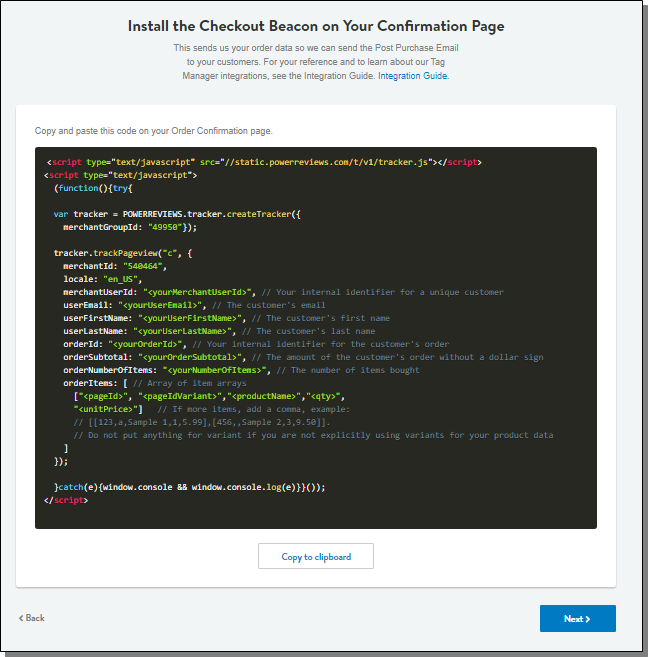 Install the Checkout Beacon on Your Confirmation Page
This sends us your order data so we can send the Post Purchase Email
to your customers. For your reference and to learn about our Tag
Manager integrations, see the Integration Guide. Integration Guide.
Copy and paste this code on your Order Confirmation page.
<script type="text/javascript" src="//static.powerreviews.com/t/v1/tracker.js"></script>
<script type="text/javascript">
(function(){try{
var tracker = POWERREVIEWS.tracker.createTracker({
merchantGroupId: "49950"});
tracker.trackPageview("c", {
merchantId: "540464",
locale: "en_US",
merchantUserId: "<yourMerchantUserId>", // Your internal identifier for a unique customer
userEmail: "<yourUserEmail>", // The customer's email
userFirstName: "<yourUserFirstName>", // The customer's first name
userLastName: "<yourUserLastName>", // The customer's last name
orderId: "<yourOrderId>", // Your internal identifier for the customer's order
orderSubtotal: "<yourOrderSubtotal>", // The amount of the customer's order without a dollar sign
orderNumberOfItems: "<yourNumberOfItems>", // The number of items bought
orderItems: [ // Array of item arrays
["<pageId>", "<pageIdVariant>","<productName>","<qty>",
"<unitPrice>"] // If more items, add a comma, example:
// [[123,a,Sample 1,1,5.99],[456,,Sample 2,3,9.50]].
// Do not put anything for variant if you are not explicitly using variants for your product data
]
});
}catch(e){window.console && window.console.log(e)}}());
</script>
Copy to clipboard
< Back
Next >